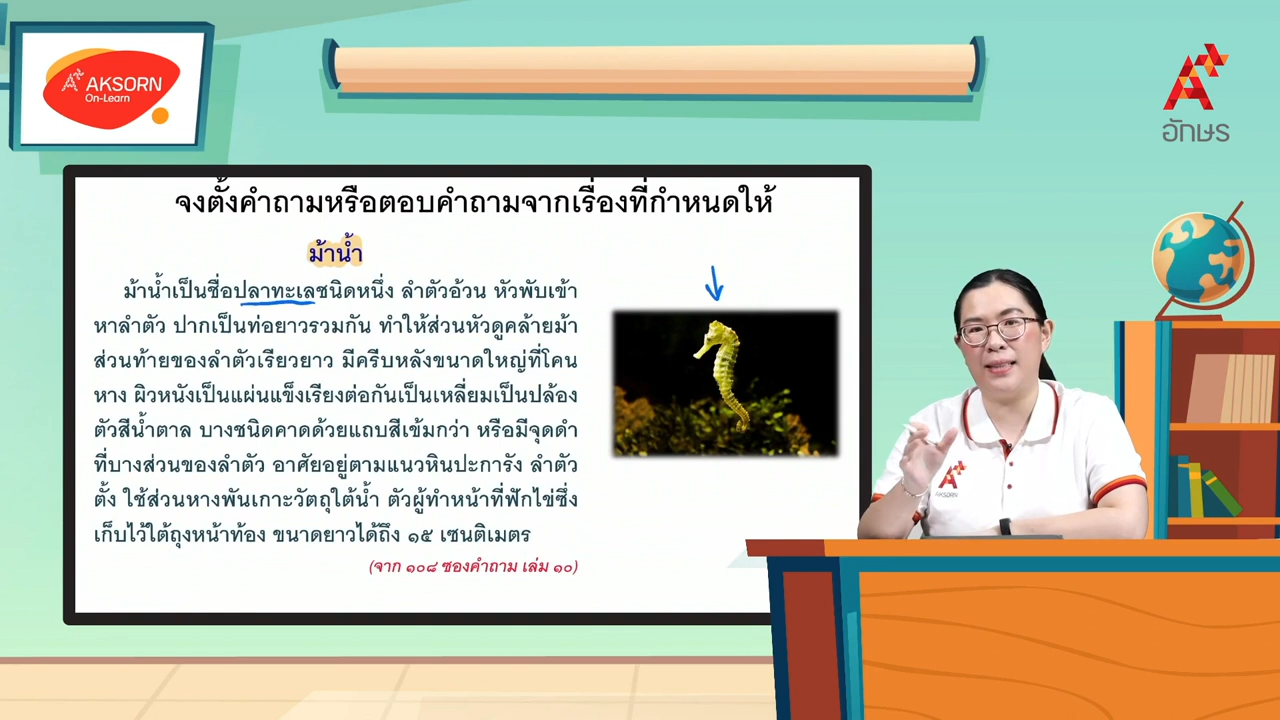 AKSORN
On-Learn
อักษร
จงตั้งคำถามหรือตอบคำถามจากเรื่องที่กำหนดให้
ม้าน้ำ
ม้าน้ำเป็นชื่อปลาทะเลชนิดหนึ่ง ลำตัวอ้วน หัวพับเข้า
หาลำตัว ปากเป็นท่อยาวรวมกัน ทำให้ส่วนหัวดูคล้ายม้า
ส่วนท้ายของลำตัวเรียวยาว มีครีบหลังขนาดใหญ่ที่โคน
หาง ผิวหนังเป็นแผ่นแข็งเรียงต่อกันเป็นเหลี่ยมเป็นปล้อง
ตัวสีน้ำตาล บางชนิดคาดด้วยแถบสีเข้มกว่า หรือมีจุดดำ
ที่บางส่วนของลำตัว อาศัยอยู่ตามแนวหินปะการัง ลำตัว
ตั้ง ใช้ส่วนหางพันเกาะวัตถุใต้น้ำ ตัวผู้ทำหน้าที่ฟักไข่ซึ่ง
เก็บไว้ใต้ถุงหน้าท้อง ขนาดยาวได้ถึง ๑๕ เซนติเมตร
(จาก ๑๐๘ ซองคำถาม เล่ม ๑๐)
AKSORN